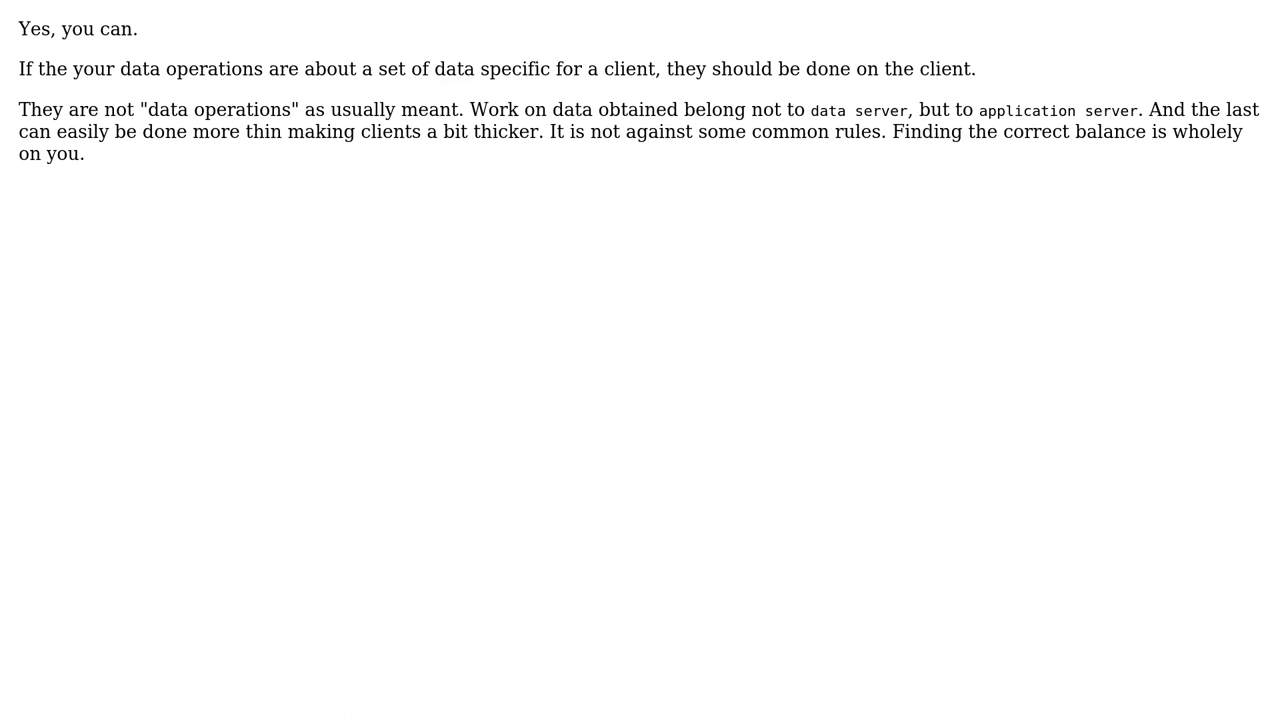 Yes, you can.
If the your data operations are about a set of data specific for a client, they should be done on the client.
They are not "data operations" as usually meant. Work on data obtained belong not to data server, but to application server. And the last
can easily be done more thin making clients a bit thicker. It is not against some common rules. Finding the correct balance is wholely
on you.